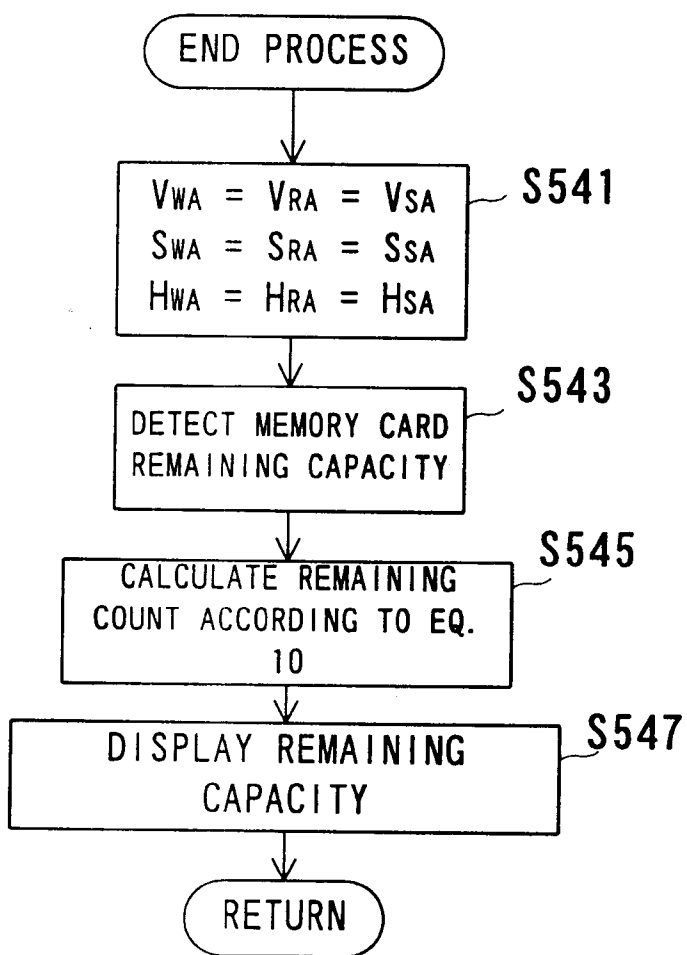 END PROCESS
VWA = VRA = VSA
S541
SWA = SRA = SSA
HWA = HRA = HSA
S543
DETECT MEMORY CARD
REMAINING CAPACITY
S545
CALCULATE REMAINING
COUNT ACCORDING TO EQ.
10
S547
DISPLAY REMAINING
CAPACITY
RETURN